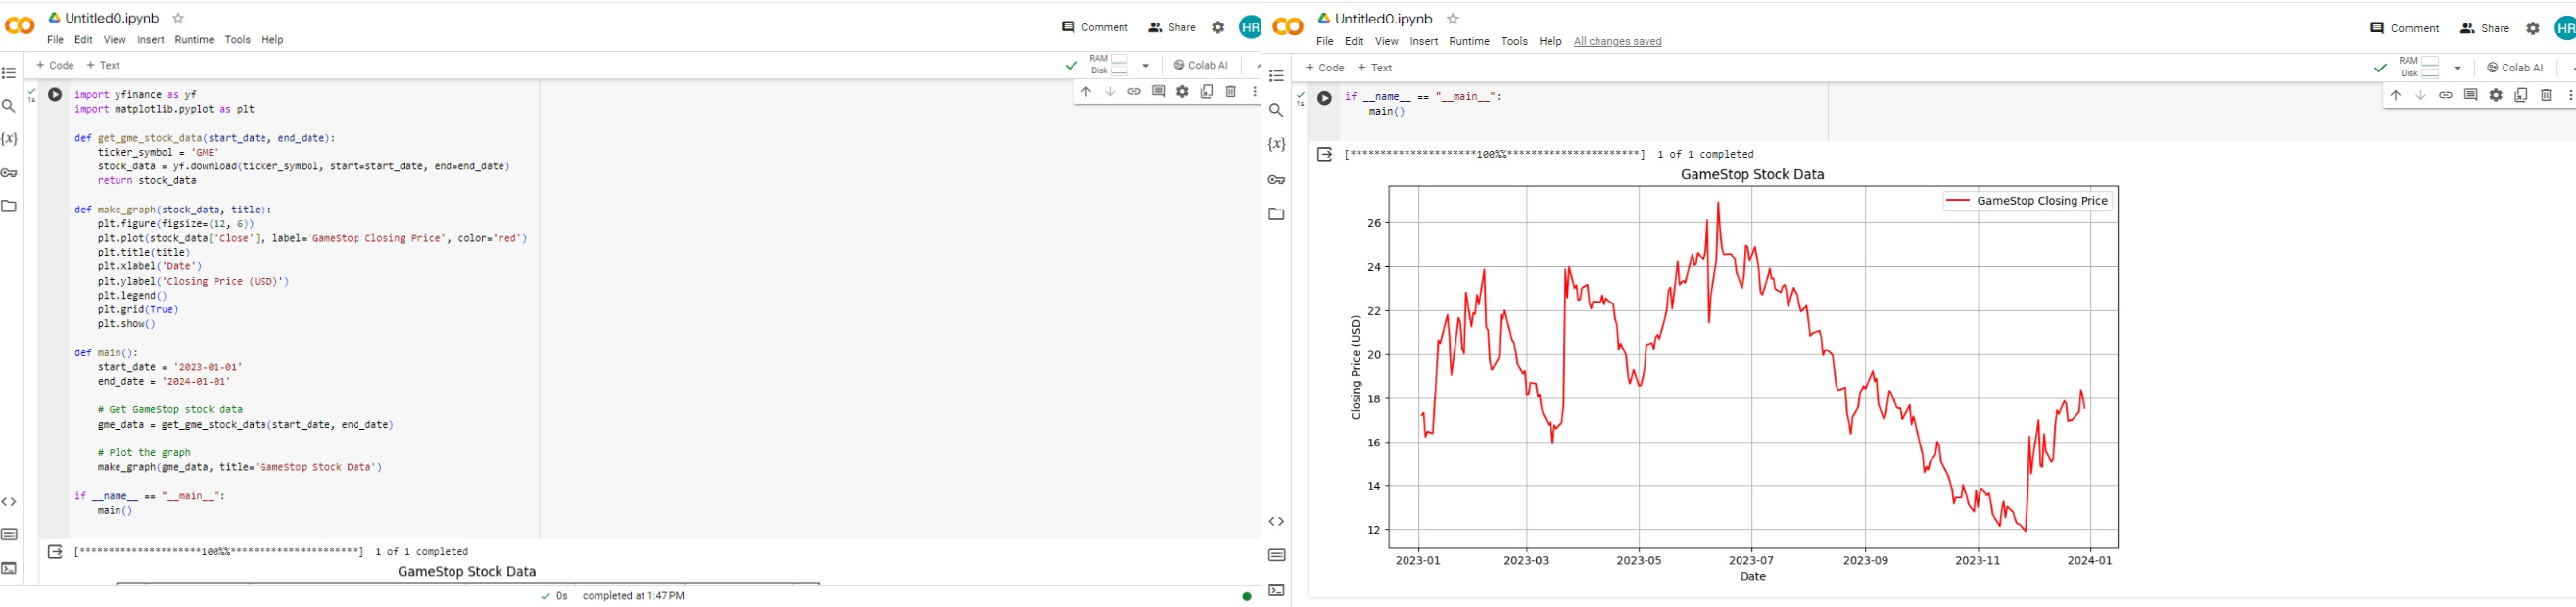 Untitled0.ipynb
Comment Share HR
File Edit View Insert Runtime Tools Help
+ Code + Text
RAM
Disk
Colab AI
1s
{x}
import yfinance as yf
import matplotlib.pyplot as plt
def get_gme_stock_data(start_date, end_date):
ticker_symbol = 'GME'
stock_data = yf.download(ticker_symbol, start=start_date, end=end_date)
return stock_data
def make_graph(stock_data, title):
plt.figure(figsize=(12, 6))
plt.plot(stock_data['Close'], label='GameStop Closing Price', color='red')
plt.title(title)
plt.xlabel('Date')
plt.ylabel('Closing Price (USD)')
plt.legend()
plt.grid(True)
plt.show()
def main():
start_date = '2023-01-01'
end_date = '2024-01-01'
# Get GameStop stock data
gme_data = get_gme_stock_data(start_date, end_date)
# Plot the graph
make_graph(gme_data, title='GameStop Stock Data')
if __name__ == "__main__":
main()
[*********************100%%**********************] 1 of 1 completed
GameStop Stock Data
0s completed at 1:47 PM
Untitled0.ipynb
Comment Share HR
File Edit View Insert Runtime Tools Help All changes saved
+ Code + Text
RAM
Disk
Colab AI
1s
{x}
if __name__ == "__main__":
main()
[*********************100%%**********************] 1 of 1 completed
GameStop Stock Data
GameStop Closing Price
Closing Price (USD)
26
24
22
20
18
16
14
12
2023-01 2023-03 2023-05 2023-07 2023-09 2023-11 2024-01
Date